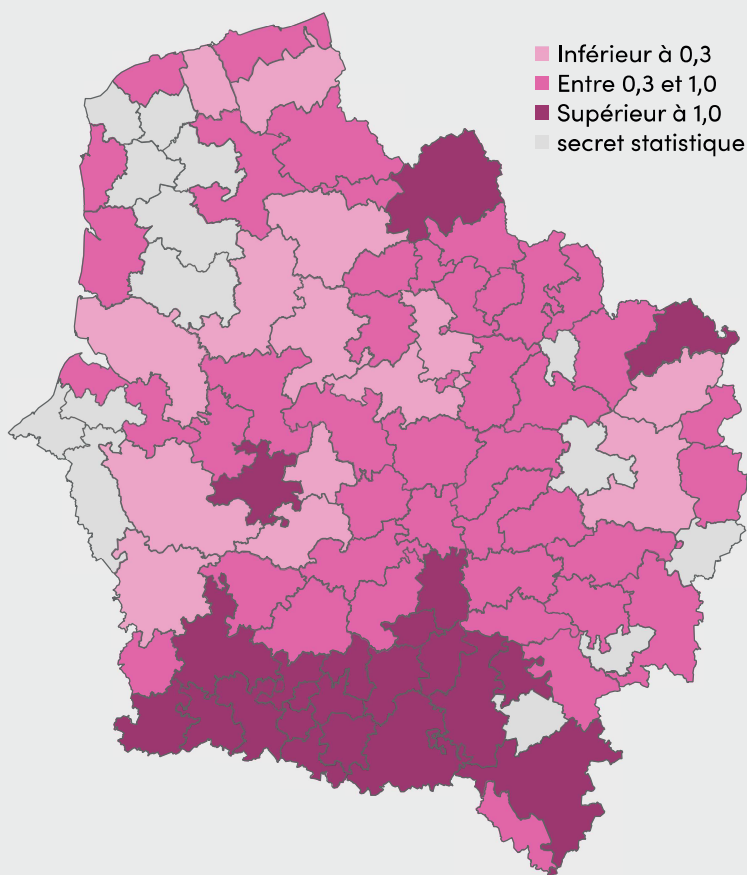 Inférieur à 0,3
Entre 0,3 et 1,0
Supérieur à 1,0
secret statistique